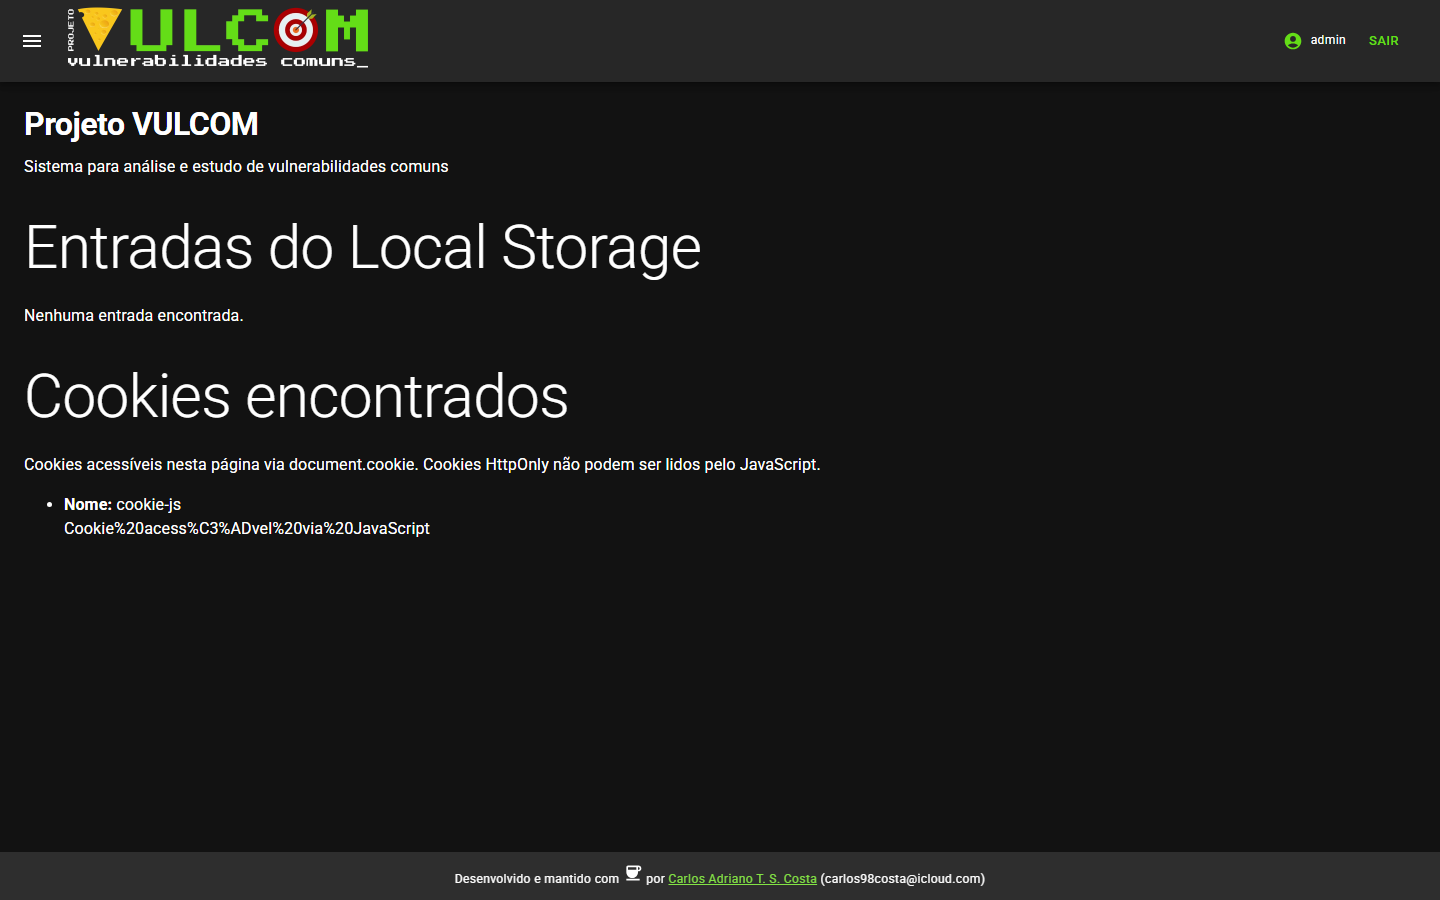 PROJETO
VULCOM
vulnerabilidades comuns_
admin
SAIR
Projeto VULCOM
Sistema para análise e estudo de vulnerabilidades comuns
Entradas do Local Storage
Nenhuma entrada encontrada.
Cookies encontrados
Cookies acessíveis nesta página via document.cookie. Cookies HttpOnly não podem ser lidos pelo JavaScript.
Nome: cookie-js
Cookie%20acess%C3%ADvel%20via%20JavaScript
Desenvolvido e mantido com por Carlos Adriano T. S. Costa (carlos98costa@icloud.com)